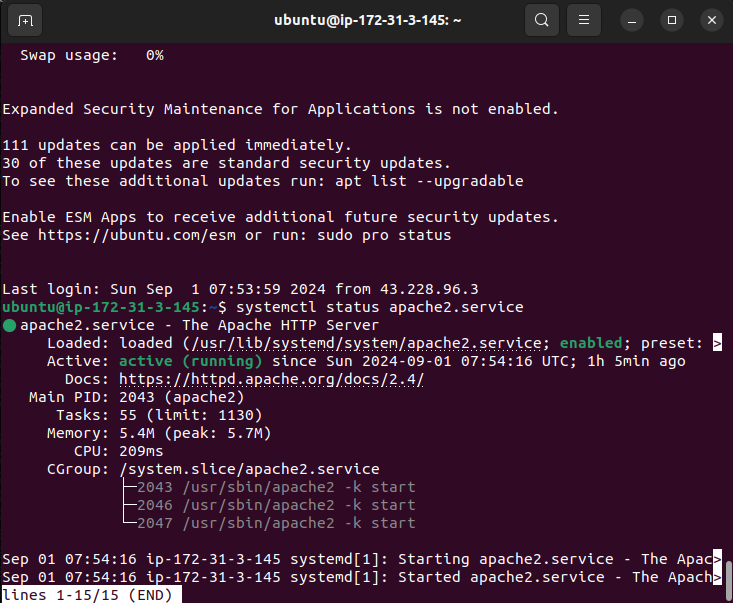 ubuntu@ip-172-31-3-145: ~
Swap usage:   0%
Expanded Security Maintenance for Applications is not enabled.
111 updates can be applied immediately.
30 of these updates are standard security updates.
To see these additional updates run: apt list --upgradable
Enable ESM Apps to receive additional future security updates.
See https://ubuntu.com/esm or run: sudo pro status
Last login: Sun Sep  1 07:53:59 2024 from 43.228.96.3
ubuntu@ip-172-31-3-145:~$ systemctl status apache2.service
● apache2.service - The Apache HTTP Server
     Loaded: loaded (/usr/lib/systemd/system/apache2.service; enabled; preset: >
     Active: active (running) since Sun 2024-09-01 07:54:16 UTC; 1h 5min ago
       Docs: https://httpd.apache.org/docs/2.4/
   Main PID: 2043 (apache2)
      Tasks: 55 (limit: 1130)
     Memory: 5.4M (peak: 5.7M)
        CPU: 209ms
     CGroup: /system.slice/apache2.service
             ├─2043 /usr/sbin/apache2 -k start
             ├─2046 /usr/sbin/apache2 -k start
             └─2047 /usr/sbin/apache2 -k start
Sep 01 07:54:16 ip-172-31-3-145 systemd[1]: Starting apache2.service - The Apac>
Sep 01 07:54:16 ip-172-31-3-145 systemd[1]: Started apache2.service - The Apach>
lines 1-15/15 (END)